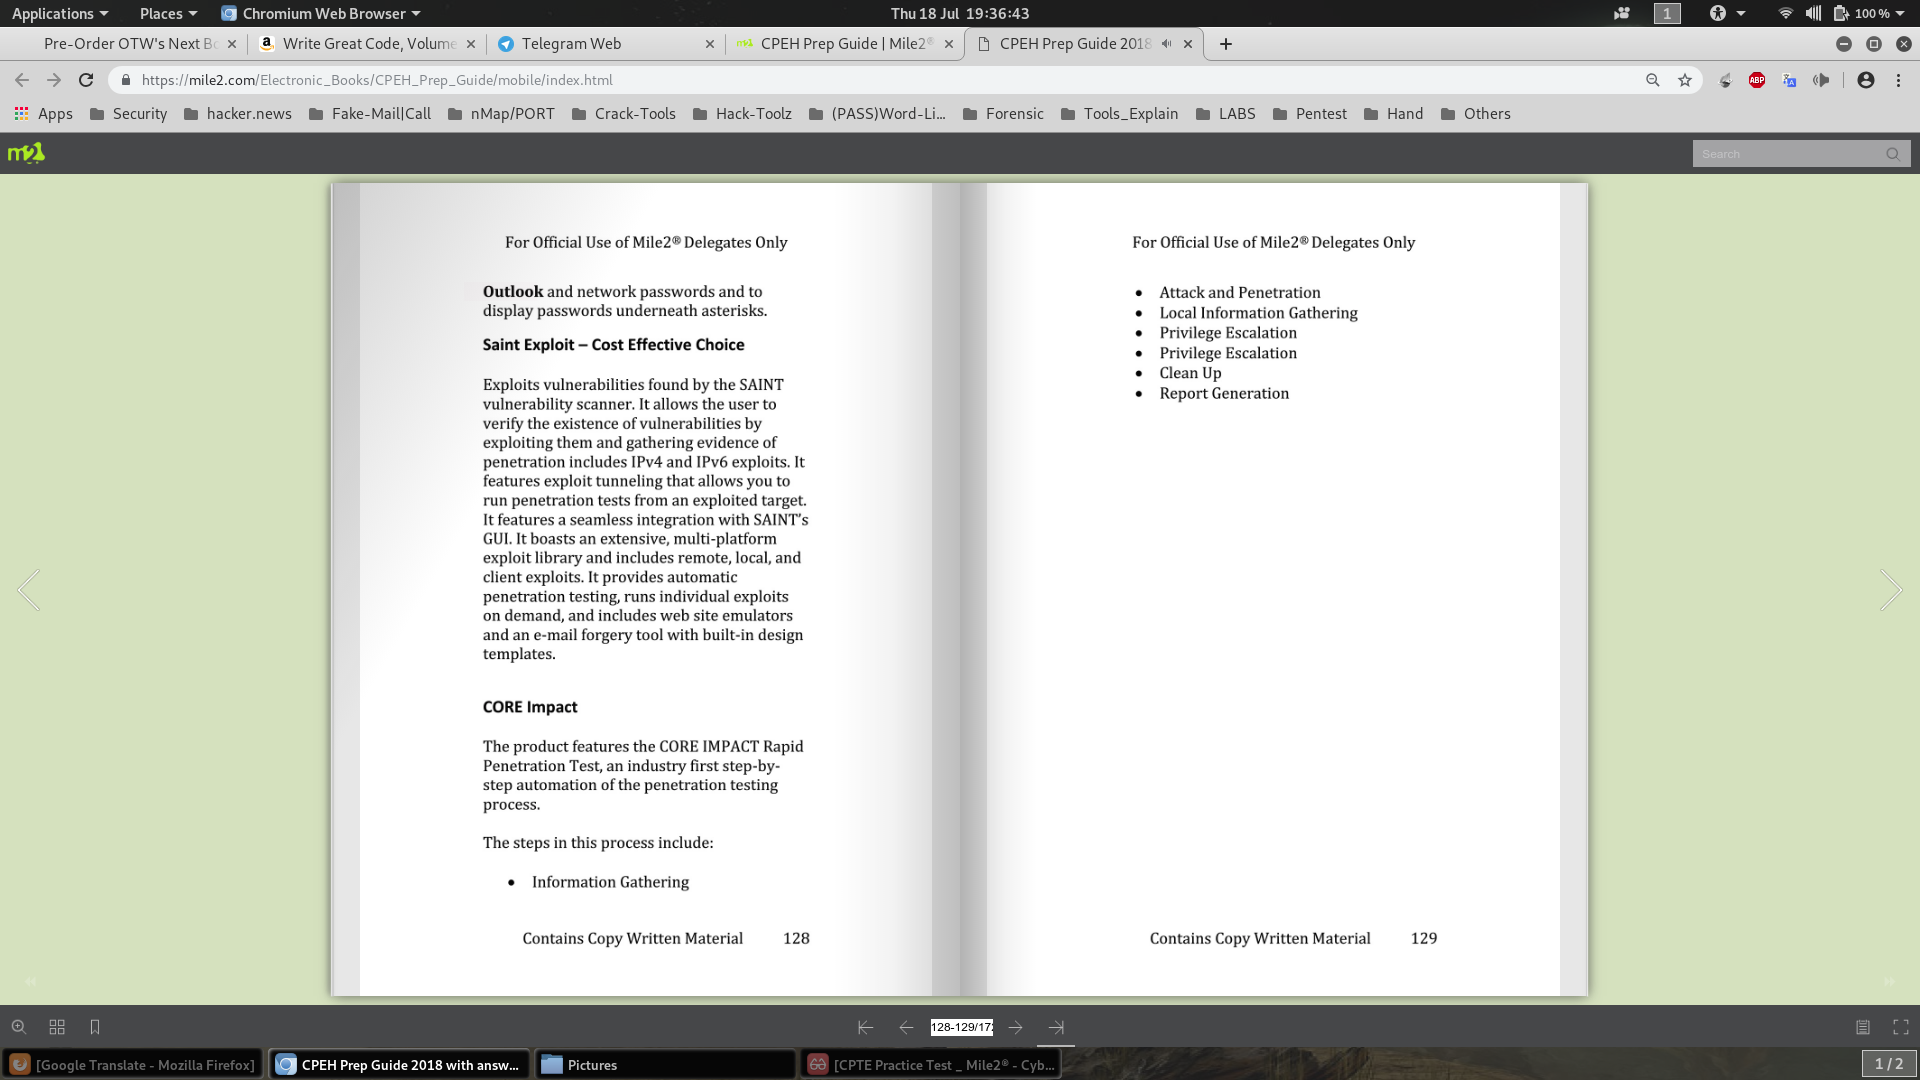 Applications
Places
Chromium Web Browser
Thu 18 Jul 19:36:43
1
100 %
Pre-Order OTW's Next Bo
Write Great Code, Volume
Telegram Web
CPEH Prep Guide | Mile2®
CPEH Prep Guide 2018
https://mile2.com/Electronic_Books/CPEH_Prep_Guide/mobile/index.html
ABP
Apps
Security
hacker.news
Fake-Mail|Call
nMap/PORT
Crack-Tools
Hack-Toolz
(PASS)Word-Li...
Forensic
Tools_Explain
LABS
Pentest
Hand
Others
m2
Search
For Official Use of Mile2® Delegates Only
Outlook and network passwords and to
display passwords underneath asterisks.
Saint Exploit – Cost Effective Choice
Exploits vulnerabilities found by the SAINT
vulnerability scanner. It allows the user to
verify the existence of vulnerabilities by
exploiting them and gathering evidence of
penetration includes IPv4 and IPv6 exploits. It
features exploit tunneling that allows you to
run penetration tests from an exploited target.
It features a seamless integration with SAINT's
GUI. It boasts an extensive, multi-platform
exploit library and includes remote, local, and
client exploits. It provides automatic
penetration testing, runs individual exploits
on demand, and includes web site emulators
and an e-mail forgery tool with built-in design
templates.
CORE Impact
The product features the CORE IMPACT Rapid
Penetration Test, an industry first step-by-
step automation of the penetration testing
process.
The steps in this process include:
• Information Gathering
Contains Copy Written Material 128
For Official Use of Mile2® Delegates Only
• Attack and Penetration
• Local Information Gathering
• Privilege Escalation
• Privilege Escalation
• Clean Up
• Report Generation
Contains Copy Written Material 129
128-129/17
[Google Translate - Mozilla Firefox]
CPEH Prep Guide 2018 with answ...
Pictures
[CPTE Practice Test _ Mile2® - Cyb...
1 / 2